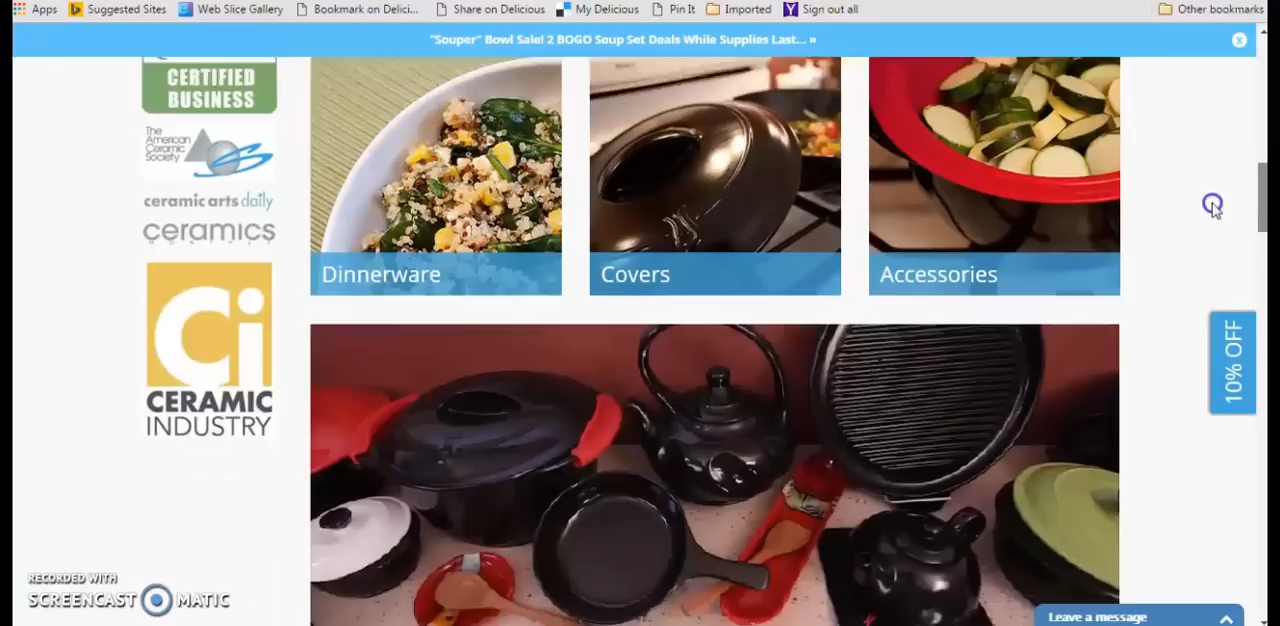 Apps Suggested Sites Web Slice Gallery Bookmark on Delici... Share on Delicious My Delicious Pin It Imported Sign out all Other bookmarks
"Souper" Bowl Sale! 2 BOGO Soup Set Deals While Supplies Last... »
CERTIFIED
BUSINESS
The
American
Ceramic
Society
ceramic arts daily
ceramics
Ci
CERAMIC
INDUSTRY
Dinnerware
Covers
Accessories
10% OFF
RECORDED WITH
SCREENCAST MATIC
Leave a message